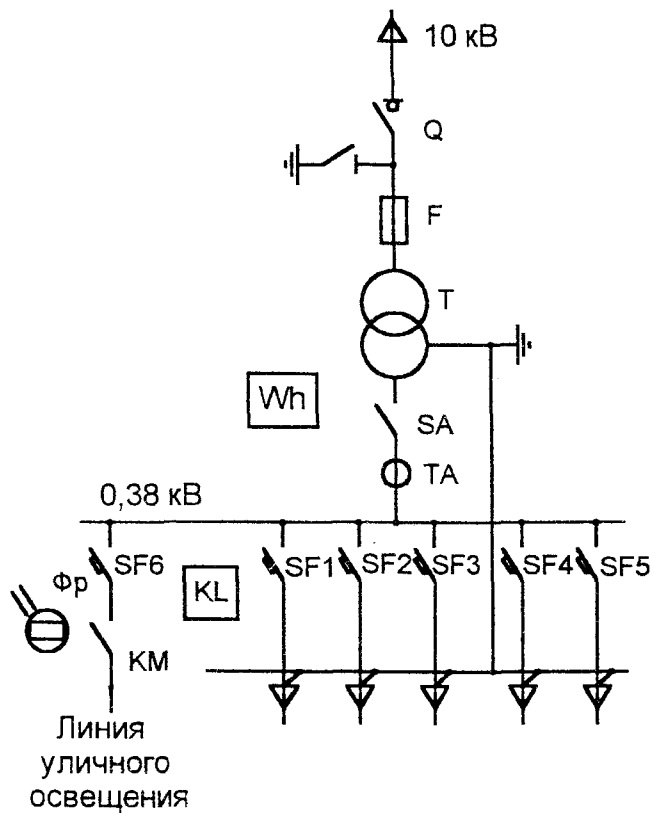 10 кВ
Q
F
T
Wh
SA
TA
0,38 кВ
SF6
SF1
SF2
SF3
SF4
SF5
Фр
KL
KM
Линия
уличного
освещения